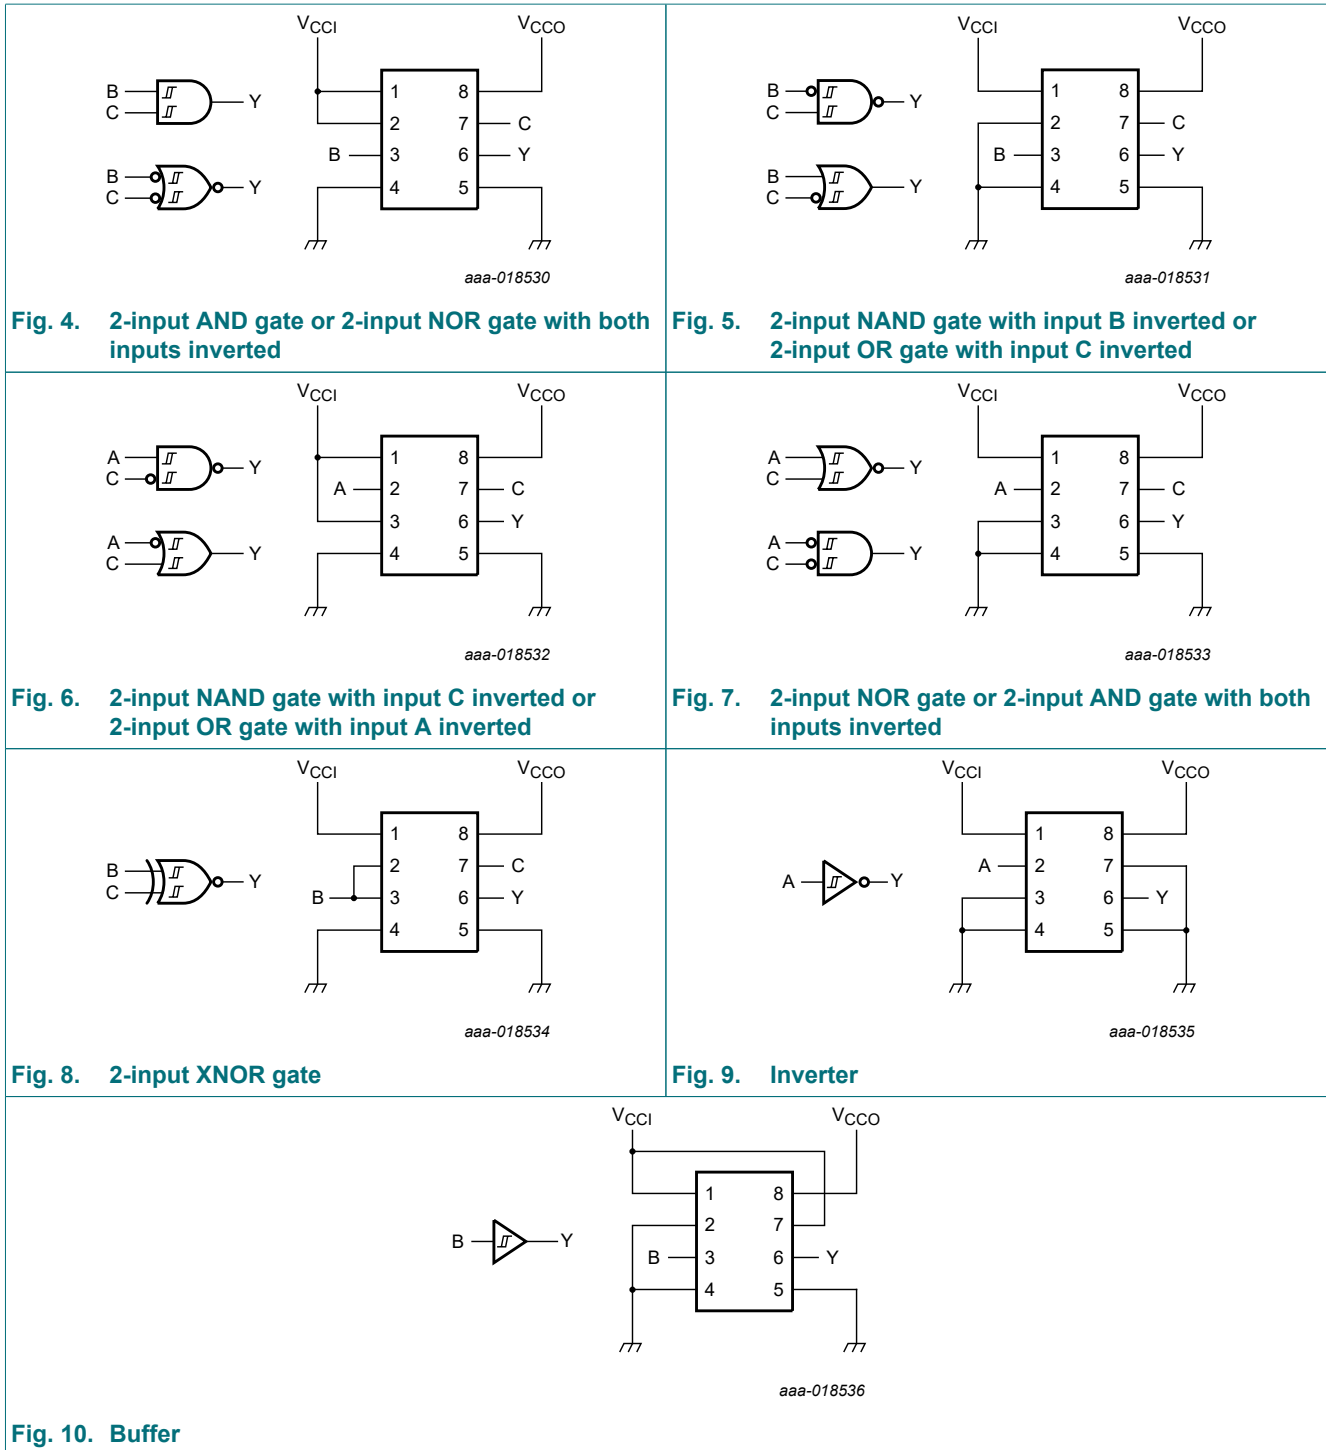 VCCI VCCO
B
C
Y
1 8
2 7 C
B 3 6 Y
4 5
B
C
Y
aaa-018530
Fig. 4. 2-input AND gate or 2-input NOR gate with both
inputs inverted
VCCI VCCO
B
C
Y
1 8
2 7 C
B 3 6 Y
4 5
B
C
Y
aaa-018531
Fig. 5. 2-input NAND gate with input B inverted or
2-input OR gate with input C inverted
VCCI VCCO
A
C
Y
1 8
A 2 7 C
3 6 Y
4 5
A
C
Y
aaa-018532
Fig. 6. 2-input NAND gate with input C inverted or
2-input OR gate with input A inverted
VCCI VCCO
A
C
Y
1 8
A 2 7 C
3 6 Y
4 5
A
C
Y
aaa-018533
Fig. 7. 2-input NOR gate or 2-input AND gate with both
inputs inverted
VCCI VCCO
B
C
Y
1 8
2 7 C
B 3 6 Y
4 5
aaa-018534
Fig. 8. 2-input XNOR gate
VCCI VCCO
A Y
1 8
A 2 7
3 6 Y
4 5
aaa-018535
Fig. 9. Inverter
VCCI VCCO
B Y
1 8
2 7
B 3 6 Y
4 5
aaa-018536
Fig. 10. Buffer